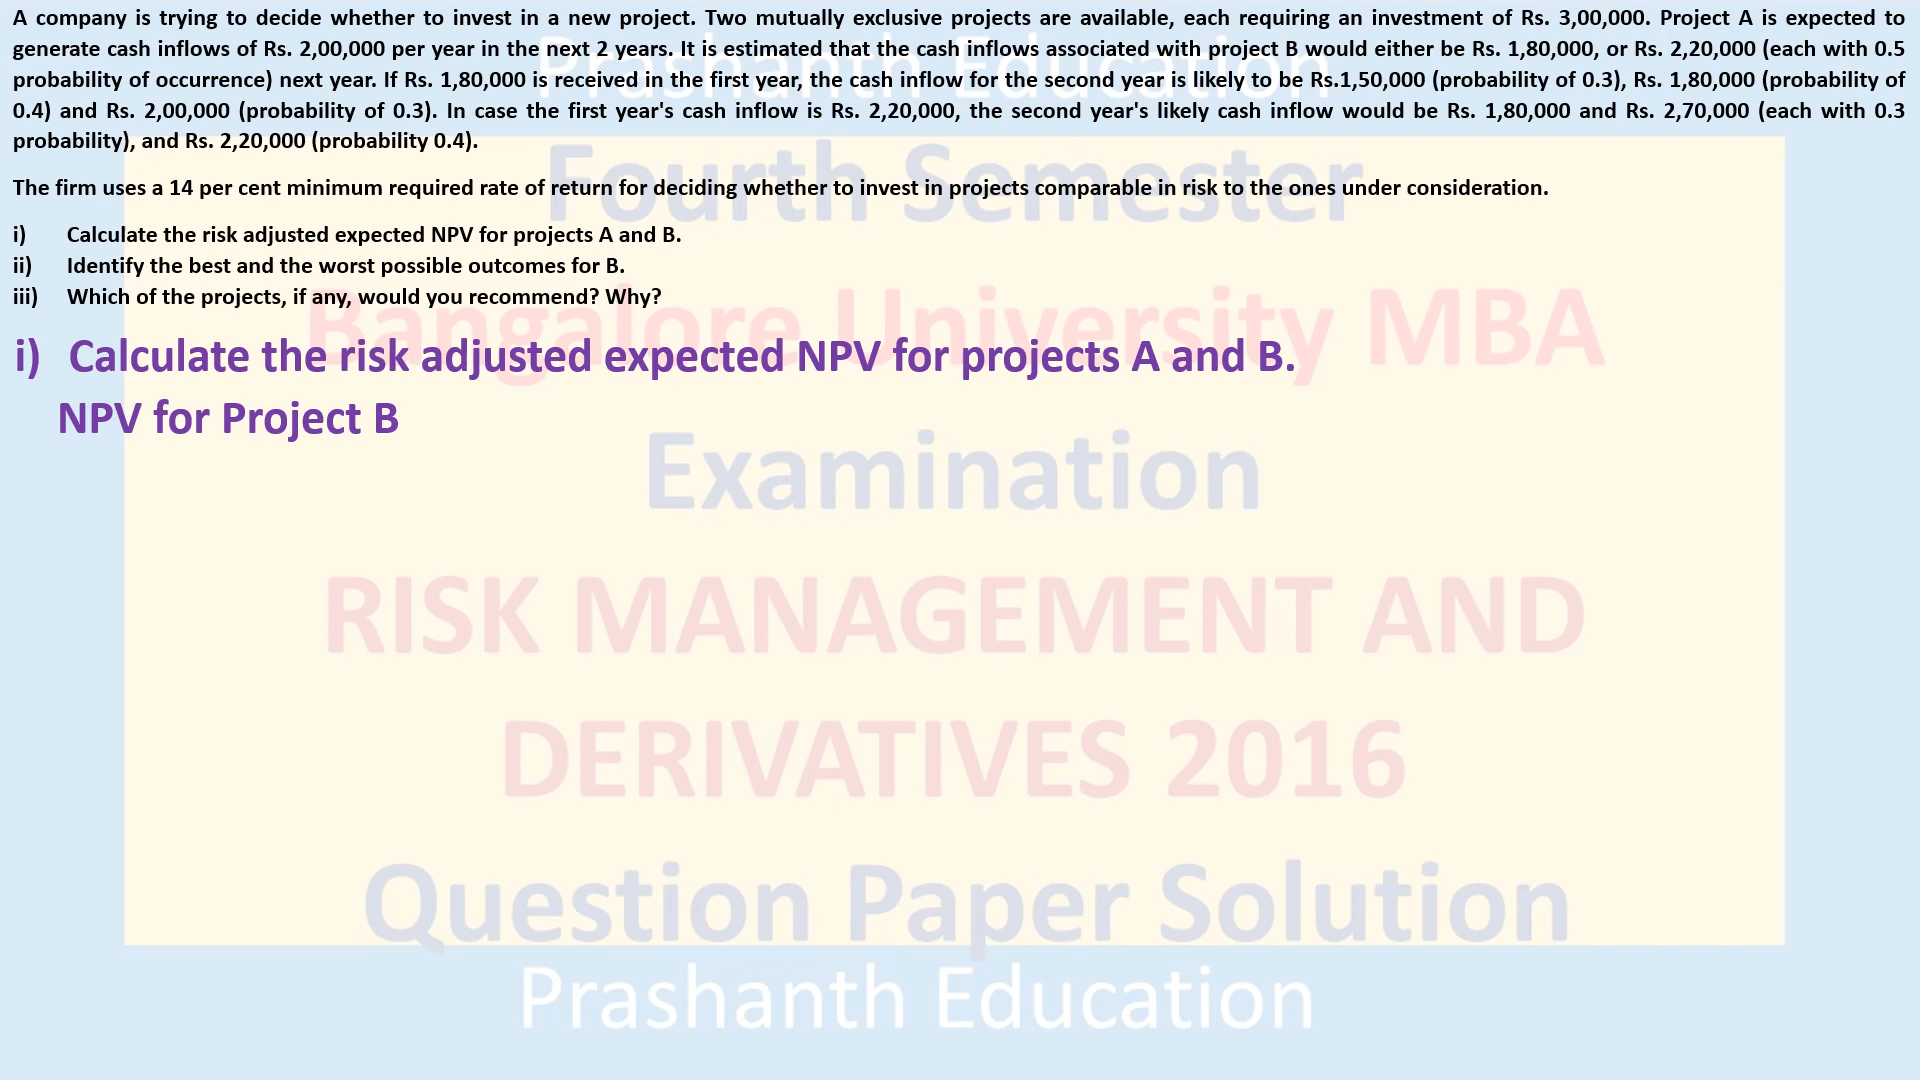 A company is trying to decide whether to invest in a new project. Two mutually exclusive projects are available, each requiring an investment of Rs. 3,00,000. Project A is expected to
generate cash inflows of Rs. 2,00,000 per year in the next 2 years. It is estimated that the cash inflows associated with project B would either be Rs. 1,80,000, or Rs. 2,20,000 (each with 0.5
probability of occurrence) next year. If Rs. 1,80,000 is received in the first year, the cash inflow for the second year is likely to be Rs.1,50,000 (probability of 0.3), Rs. 1,80,000 (probability of
0.4) and Rs. 2,00,000 (probability of 0.3). In case the first year's cash inflow is Rs. 2,20,000, the second year's likely cash inflow would be Rs. 1,80,000 and Rs. 2,70,000 (each with 0.3
probability), and Rs. 2,20,000 (probability 0.4).
The firm uses a 14 per cent minimum required rate of return for deciding whether to invest in projects comparable in risk to the ones under consideration.
i) Calculate the risk adjusted expected NPV for projects A and B.
ii) Identify the best and the worst possible outcomes for B.
iii) Which of the projects, if any, would you recommend? Why?
i) Calculate the risk adjusted expected NPV for projects A and B.
NPV for Project B
Prashanth Education
Fourth Semester
Bangalore University MBA
Examination
RISK MANAGEMENT AND
DERIVATIVES 2016
Question Paper Solution
Prashanth Education